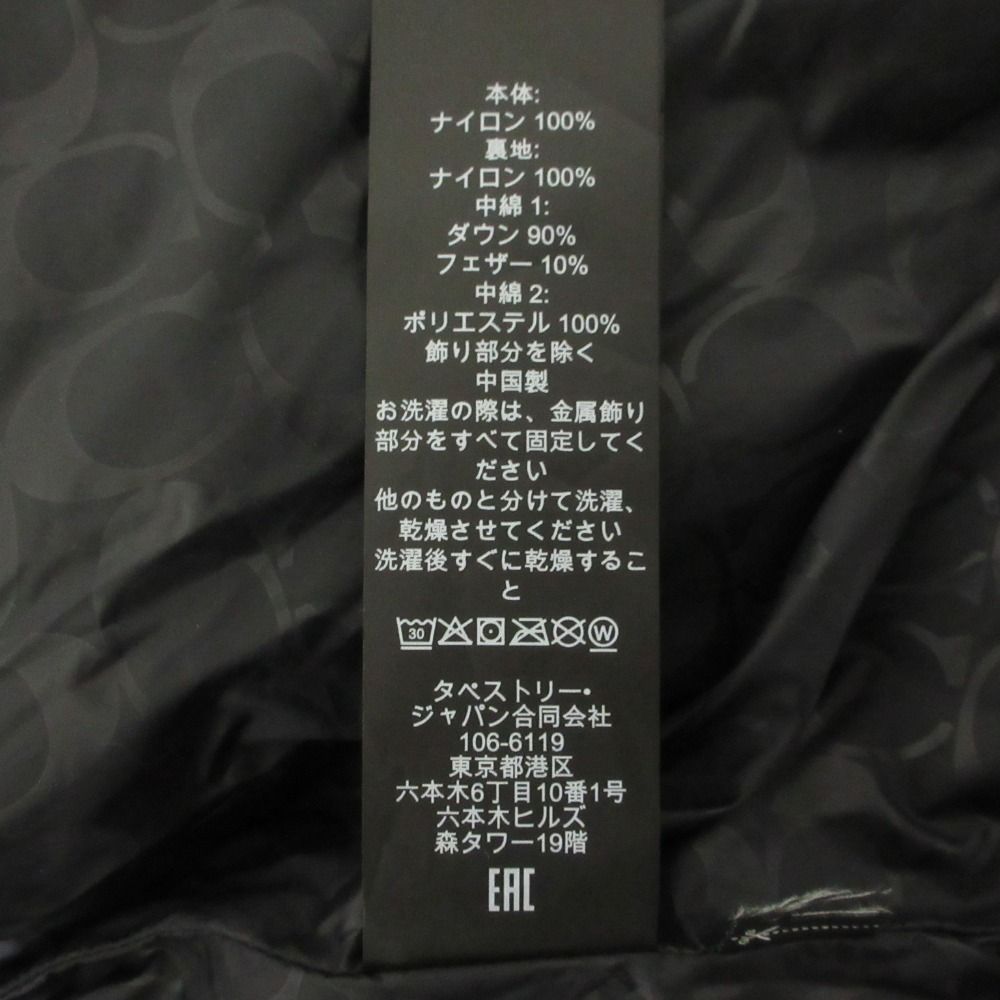 本体:
ナイロン 100%
裏地:
ナイロン 100%
中綿 1:
ダウン 90%
フェザー 10%
中綿 2:
ポリエステル 100%
飾り部分を除く
中国製
お洗濯の際は、金属飾り
部分をすべて固定してく
ださい
他のものと分けて洗濯、
乾燥させてください
洗濯後すぐに乾燥するこ
と
30 W
タペストリー・
ジャパン合同会社
106-6119
東京都港区
六本木6丁目10番1号
六本木ヒルズ
森タワー19階
EAC